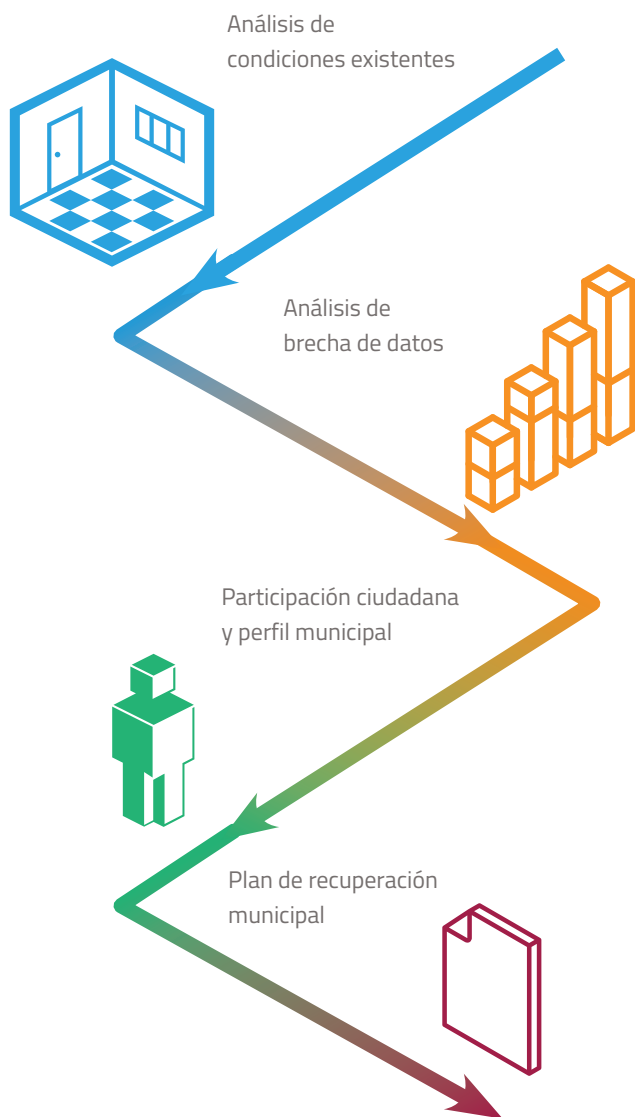 Análisis de
condiciones existentes
Análisis de
brecha de datos
Participación ciudadana
y perfil municipal
Plan de recuperación
municipal